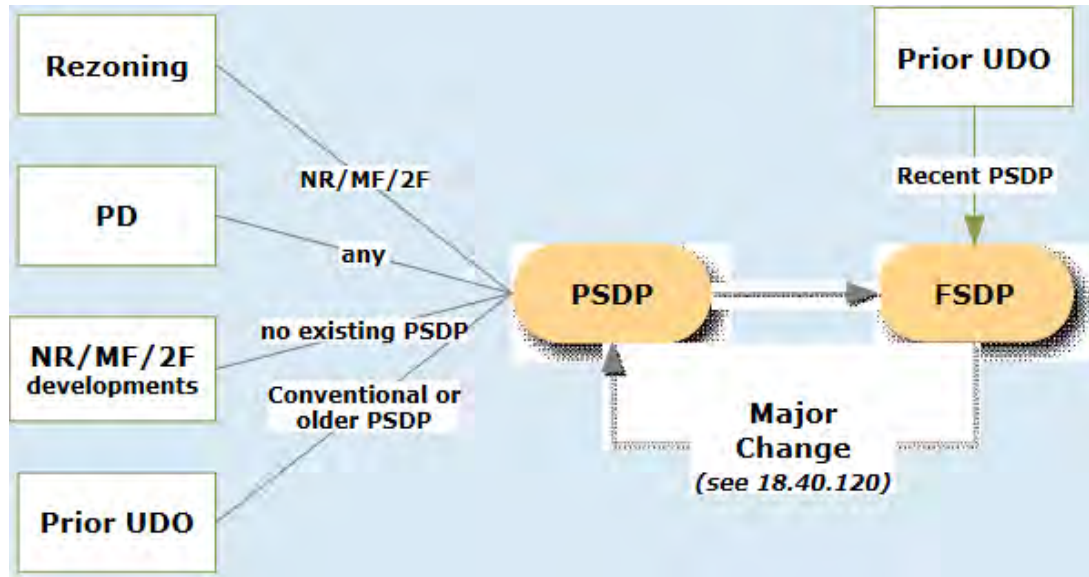 Rezoning
Prior UDO
NR/MF/2F
Recent PSDP
PD
any
PSDP
FSDP
no existing PSDP
NR/MF/2F
developments
Conventional or
older PSDP
Major
Change
(see 18.40.120)
Prior UDO